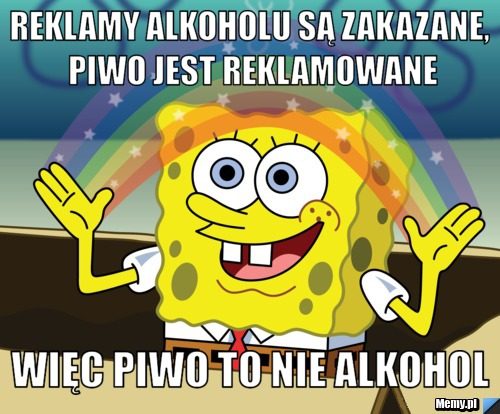 REKLAMY ALKOHOLU SĄ ZAKAZANE,
PIWO JEST REKLAMOWANE
WIĘC PIWO TO NIE ALKOHOL
Memy.pl